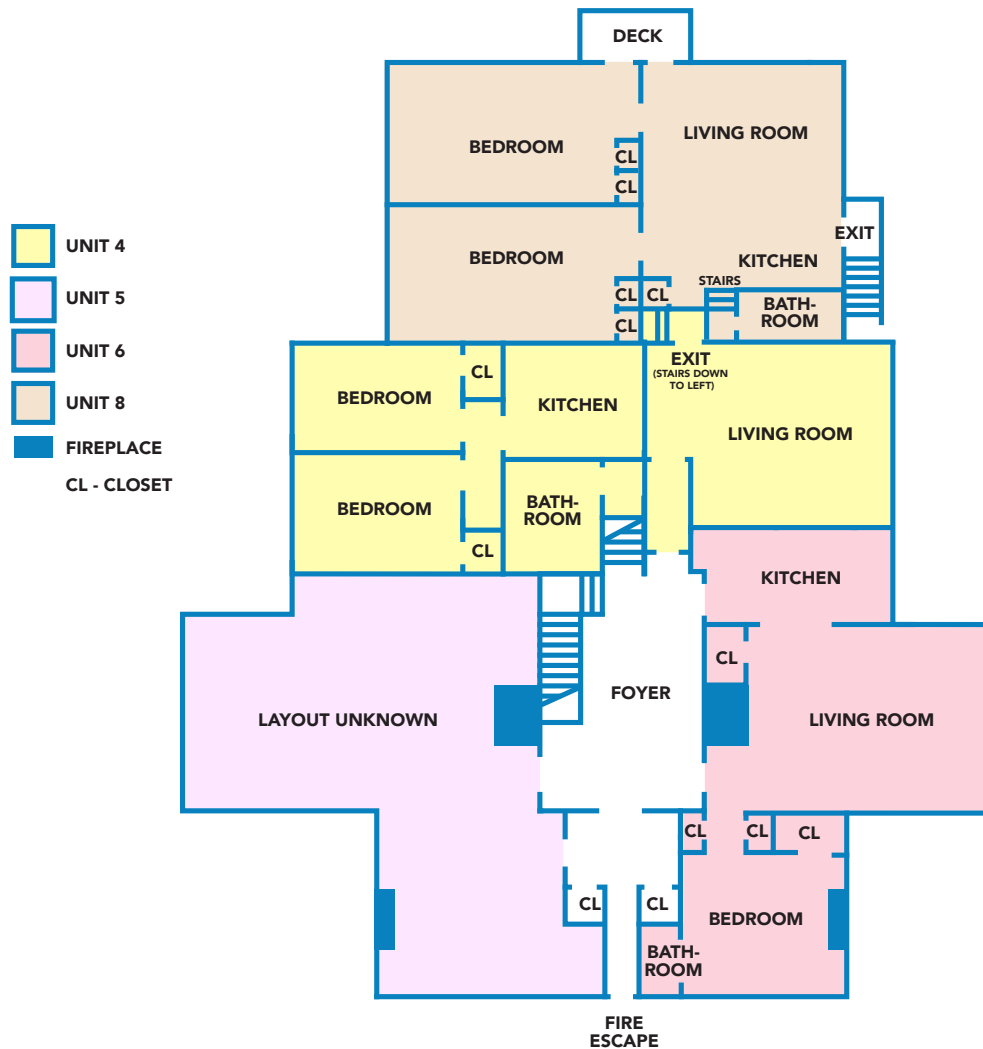 DECK
BEDROOM
LIVING ROOM
CL
CL
BEDROOM
EXIT
KITCHEN
STAIRS
CL
CL
BATH-
ROOM
CL
UNIT 4
UNIT 5
UNIT 6
UNIT 8
FIREPLACE
CL - CLOSET
EXIT
(STAIRS DOWN
TO LEFT)
CL
BEDROOM
KITCHEN
LIVING ROOM
BEDROOM
BATH-
ROOM
CL
KITCHEN
CL
LAYOUT UNKNOWN
FOYER
LIVING ROOM
CL
CL
CL
CL
CL
BEDROOM
BATH-
ROOM
FIRE
ESCAPE